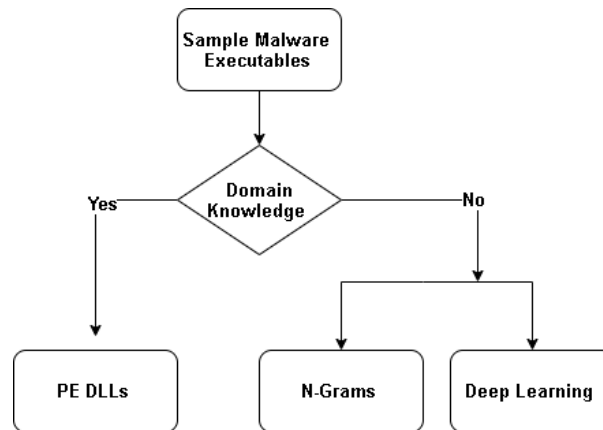 Sample Malware
Executables
Domain
Knowledge
Yes
No
PE DLLs
N-Grams
Deep Learning